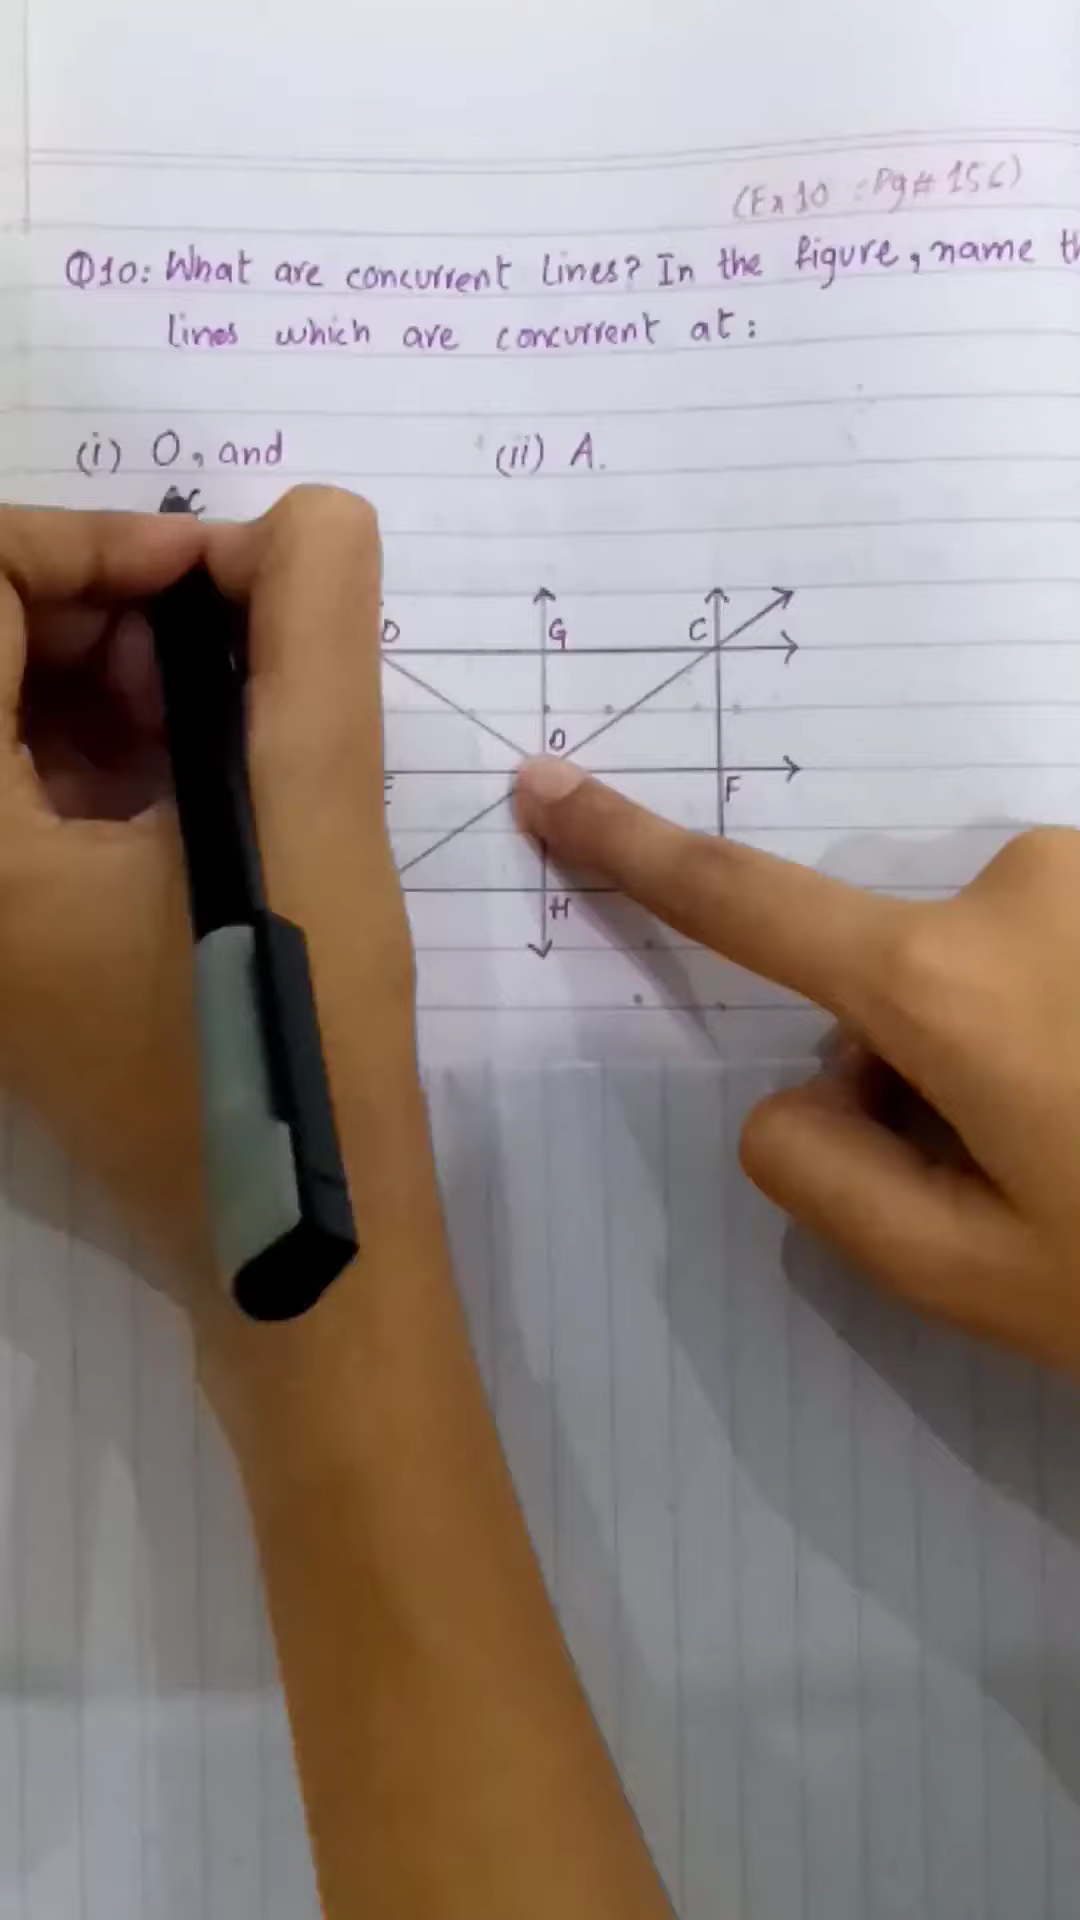 (Ex 10 : Pg# 156)
Q10: What are concurrent lines? In the figure, name th
lines which are concurrent at:
(i) O, and (ii) A.
AC
D G C
O
E F
H